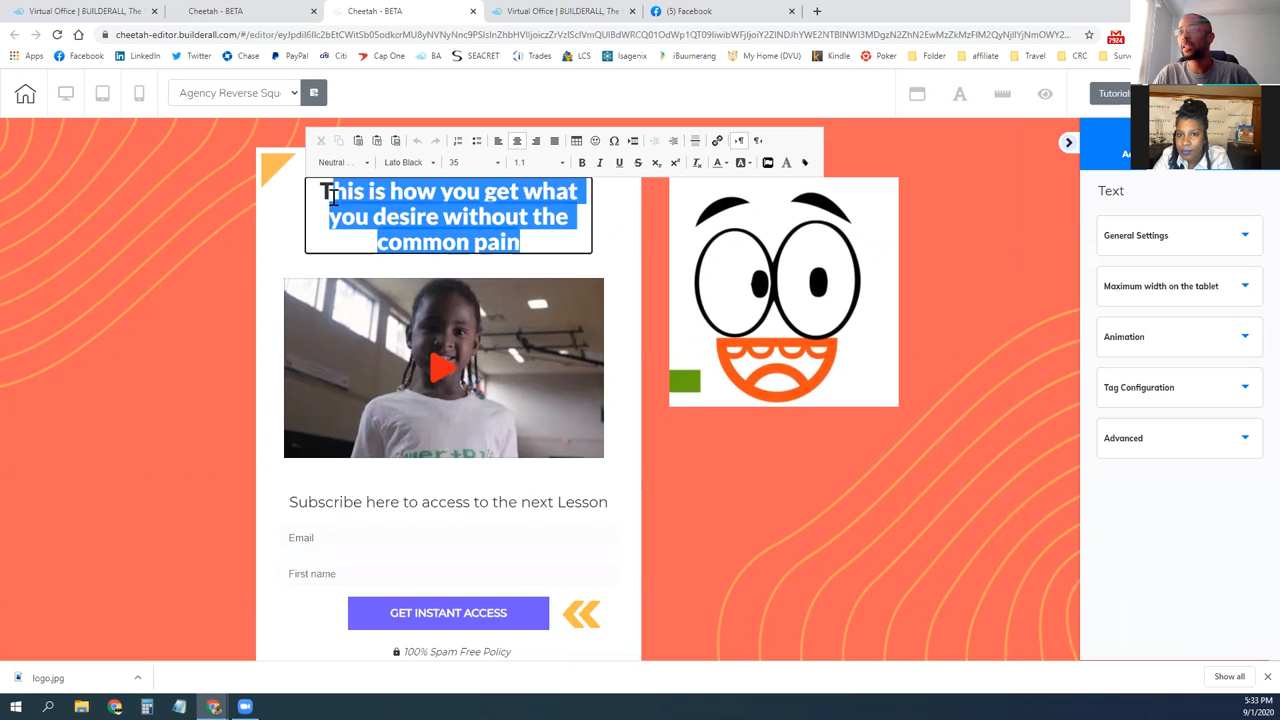 Virtual Office | BUILDERALL, The
Cheetah - BETA
Cheetah - BETA
Virtual Office | BUILDERALL, The
(5) Facebook
Apps
Facebook
LinkedIn
Twitter
Chase
PayPal
Citi
Cap One
BA
SEACRET
Trades
LCS
Isagenix
iBuumerang
My Home (DVU)
Kindle
Poker
Folder
affiliate
Travel
CRC
Surve
7924
Agency Reverse Squ
Tutorials
Neutral ...
Lato Black
35
1.1
This is how you get what
you desire without the
common pain
Text
General Settings
Maximum width on the tablet
Animation
Tag Configuration
Advanced
Subscribe here to access to the next Lesson
Email
First name
GET INSTANT ACCESS
100% Spam Free Policy
logo.jpg
Show all
5:33 PM
9/1/2020